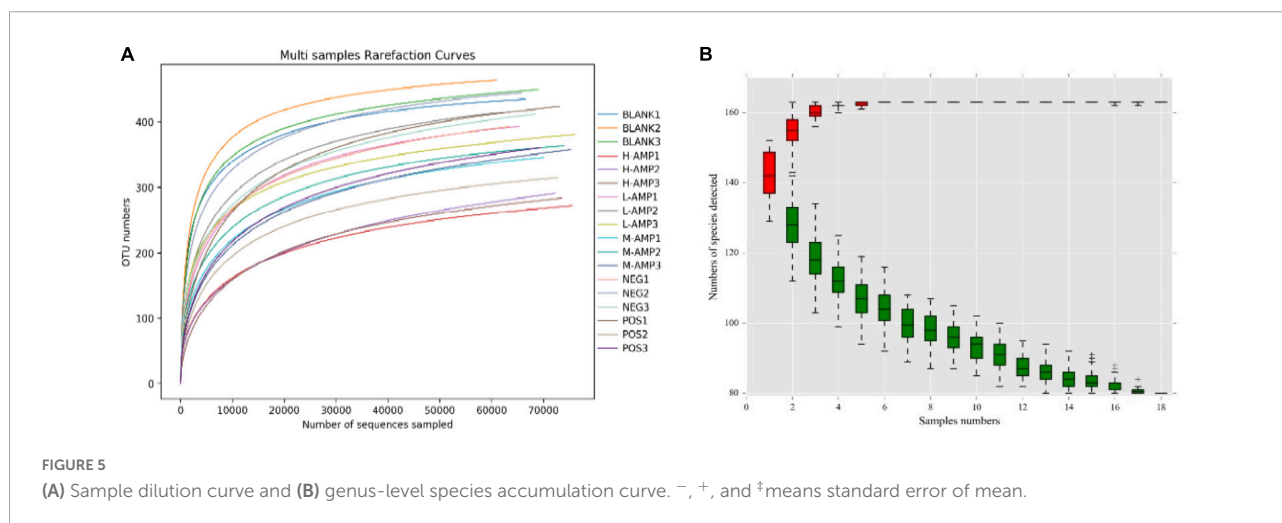 A
Multi samples Rarefaction Curves
OTU numbers
400
300
200
100
0
0 10000 20000 30000 40000 50000 60000 70000
Number of sequences sampled
BLANK1
BLANK2
BLANK3
H-AMP1
H-AMP2
H-AMP3
L-AMP1
L-AMP2
L-AMP3
M-AMP1
M-AMP2
M-AMP3
NEG1
NEG2
NEG3
POS1
POS2
POS3
B
Numbers of species detected
160
140
120
100
80
0 2 4 6 8 10 12 14 16 18
Samples numbers
FIGURE 5
(A) Sample dilution curve and (B) genus-level species accumulation curve. −, +, and ‡means standard error of mean.